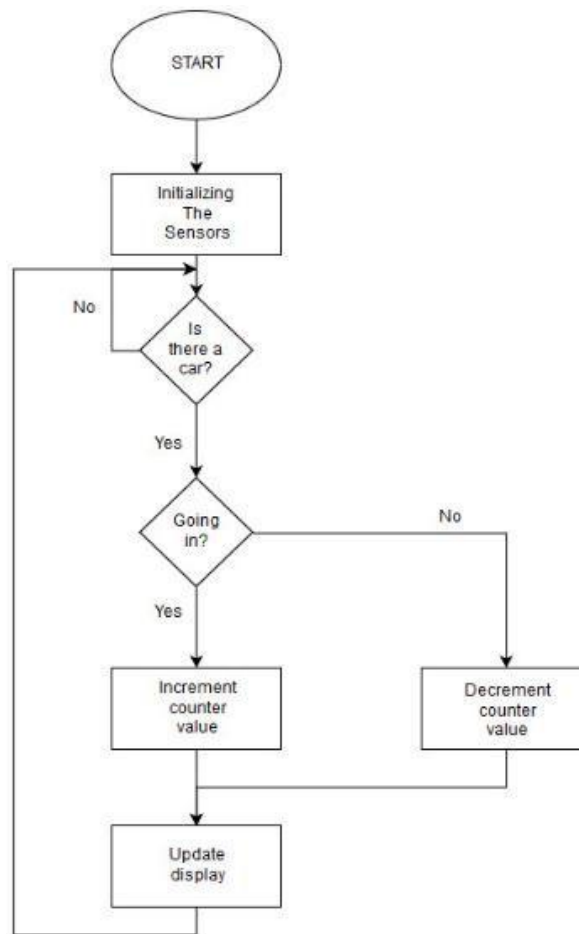 START
Initializing
The
Sensors
No
Is
there a
car?
Yes
Going
in?
No
Yes
Increment
counter
value
Decrement
counter
value
Update
display